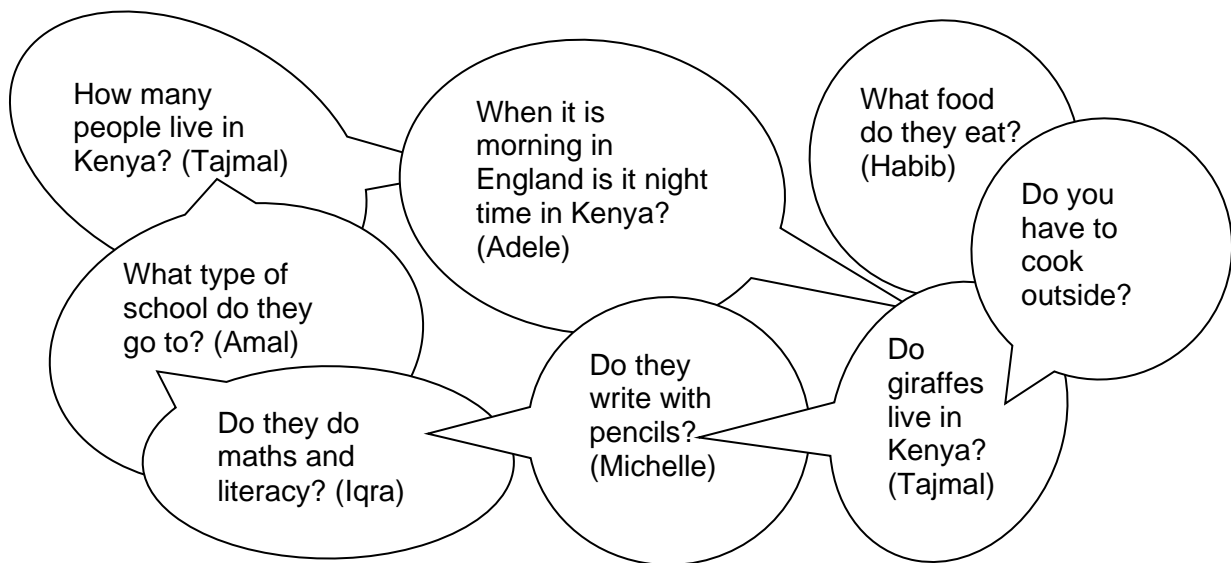 How many
people live in
Kenya? (Tajmal)
When it is
morning in
England is it night
time in Kenya?
(Adele)
What food
do they eat?
(Habib)
Do you
have to
cook
outside?
What type of
school do they
go to? (Amal)
Do they do
maths and
literacy? (Iqra)
Do they
write with
pencils?
(Michelle)
Do
giraffes
live in
Kenya?
(Tajmal)